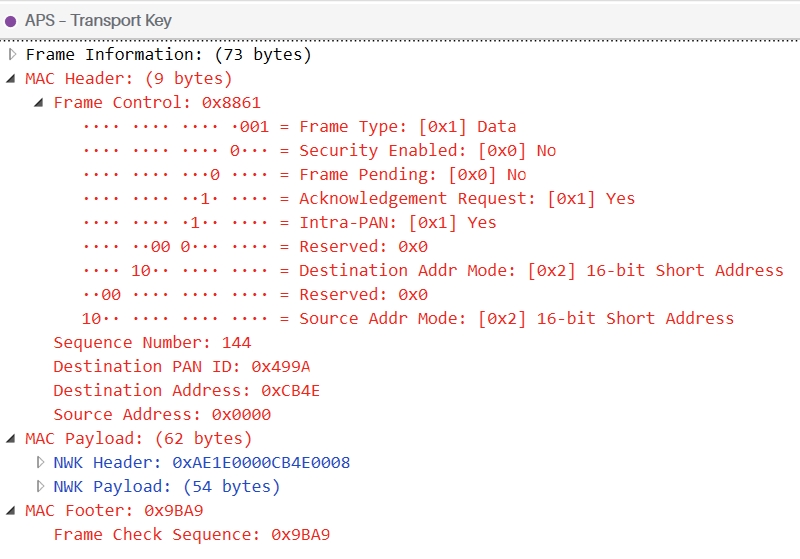 APS – Transport Key
Frame Information: (73 bytes)
MAC Header: (9 bytes)
Frame Control: 0x8861
···· ···· ···· ·001 = Frame Type: [0x1] Data
···· ···· ···· 0··· = Security Enabled: [0x0] No
···· ···· ···0 ···· = Frame Pending: [0x0] No
···· ···· ··1· ···· = Acknowledgement Request: [0x1] Yes
···· ···· ·1·· ···· = Intra-PAN: [0x1] Yes
···· ··00 0··· ···· = Reserved: 0x0
···· 10·· ···· ···· = Destination Addr Mode: [0x2] 16-bit Short Address
··00 ···· ···· ···· = Reserved: 0x0
10·· ···· ···· ···· = Source Addr Mode: [0x2] 16-bit Short Address
Sequence Number: 144
Destination PAN ID: 0x499A
Destination Address: 0xCB4E
Source Address: 0x0000
MAC Payload: (62 bytes)
NWK Header: 0xAE1E0000CB4E0008
NWK Payload: (54 bytes)
MAC Footer: 0x9BA9
Frame Check Sequence: 0x9BA9